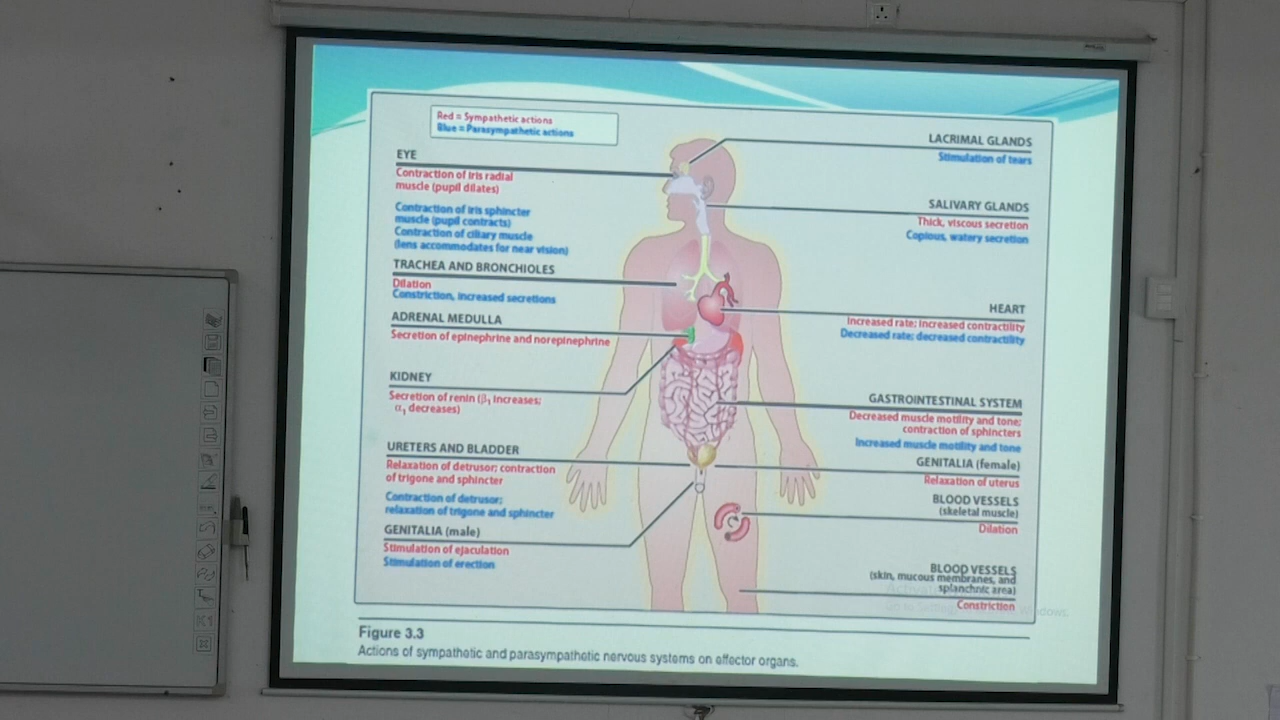 Red = Sympathetic actions
Blue = Parasympathetic actions
EYE
Contraction of iris radial
muscle (pupil dilates)
Contraction of iris sphincter
muscle (pupil contracts)
Contraction of ciliary muscle
(lens accommodates for near vision)
TRACHEA AND BRONCHIOLES
Dilation
Constriction, increased secretions
ADRENAL MEDULLA
Secretion of epinephrine and norepinephrine
KIDNEY
Secretion of renin (β₁ increases;
α₁ decreases)
URETERS AND BLADDER
Relaxation of detrusor; contraction
of trigone and sphincter
Contraction of detrusor;
relaxation of trigone and sphincter
GENITALIA (male)
Stimulation of ejaculation
Stimulation of erection
LACRIMAL GLANDS
Stimulation of tears
SALIVARY GLANDS
Thick, viscous secretion
Copious, watery secretion
HEART
Increased rate; increased contractility
Decreased rate; decreased contractility
GASTROINTESTINAL SYSTEM
Decreased muscle motility and tone;
contraction of sphincters
Increased muscle motility and tone
GENITALIA (female)
Relaxation of uterus
BLOOD VESSELS
(skeletal muscle)
Dilation
BLOOD VESSELS
(skin, mucous membranes, and
splanchnic area)
Constriction
Figure 3.3
Actions of sympathetic and parasympathetic nervous systems on effector organs.